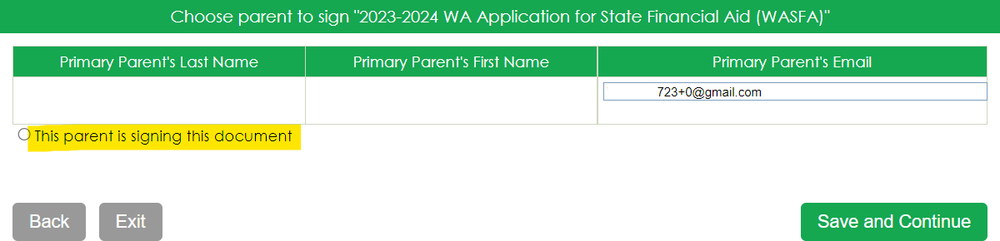 Choose parent to sign "2023-2024 WA Application for State Financial Aid (WASFA)"
Primary Parent's Last Name Primary Parent's First Name Primary Parent's Email
723+0@gmail.com
This parent is signing this document
Back Exit Save and Continue